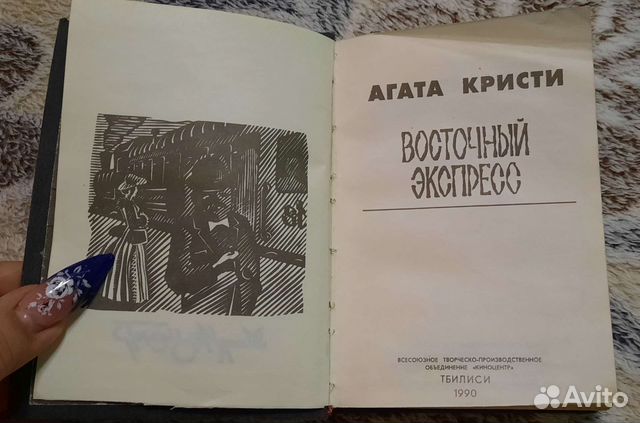 АГАТА КРИСТИ
ВОСТОЧНЫЙ
ЭКСПРЕСС
ВСЕСОЮЗНОЕ ТВОРЧЕСКО-ПРОИЗВОДСТВЕННОЕ
ОБЪЕДИНЕНИЕ «КИНОЦЕНТР»
ТБИЛИСИ
1990
Avito